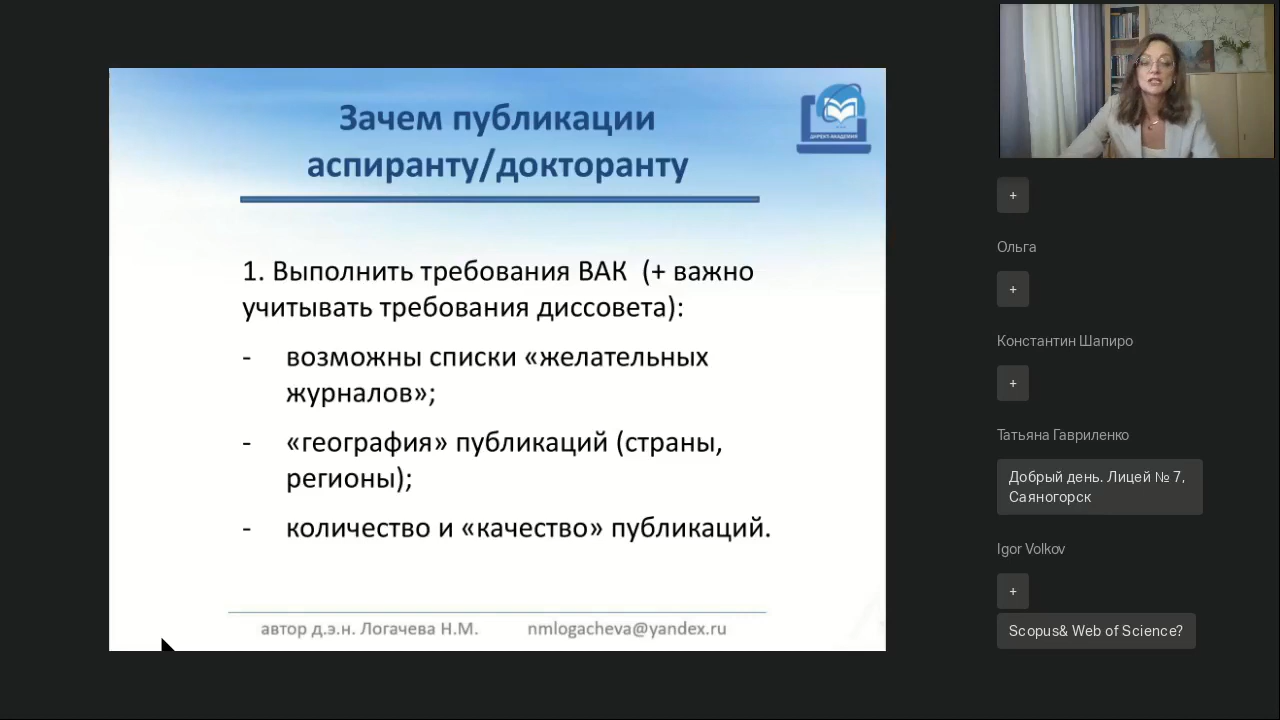 Зачем публикации
аспиранту/докторанту
ДИРЕКТ-АКАДЕМИЯ
1. Выполнить требования ВАК (+ важно
учитывать требования диссовета):
- возможны списки «желательных
журналов»;
- «география» публикаций (страны,
регионы);
- количество и «качество» публикаций.
автор д.э.н. Логачева Н.М. nmlogacheva@yandex.ru
+
Ольга
+
Константин Шапиро
+
Татьяна Гавриленко
Добрый день. Лицей № 7,
Саяногорск
Igor Volkov
+
Scopus& Web of Science?